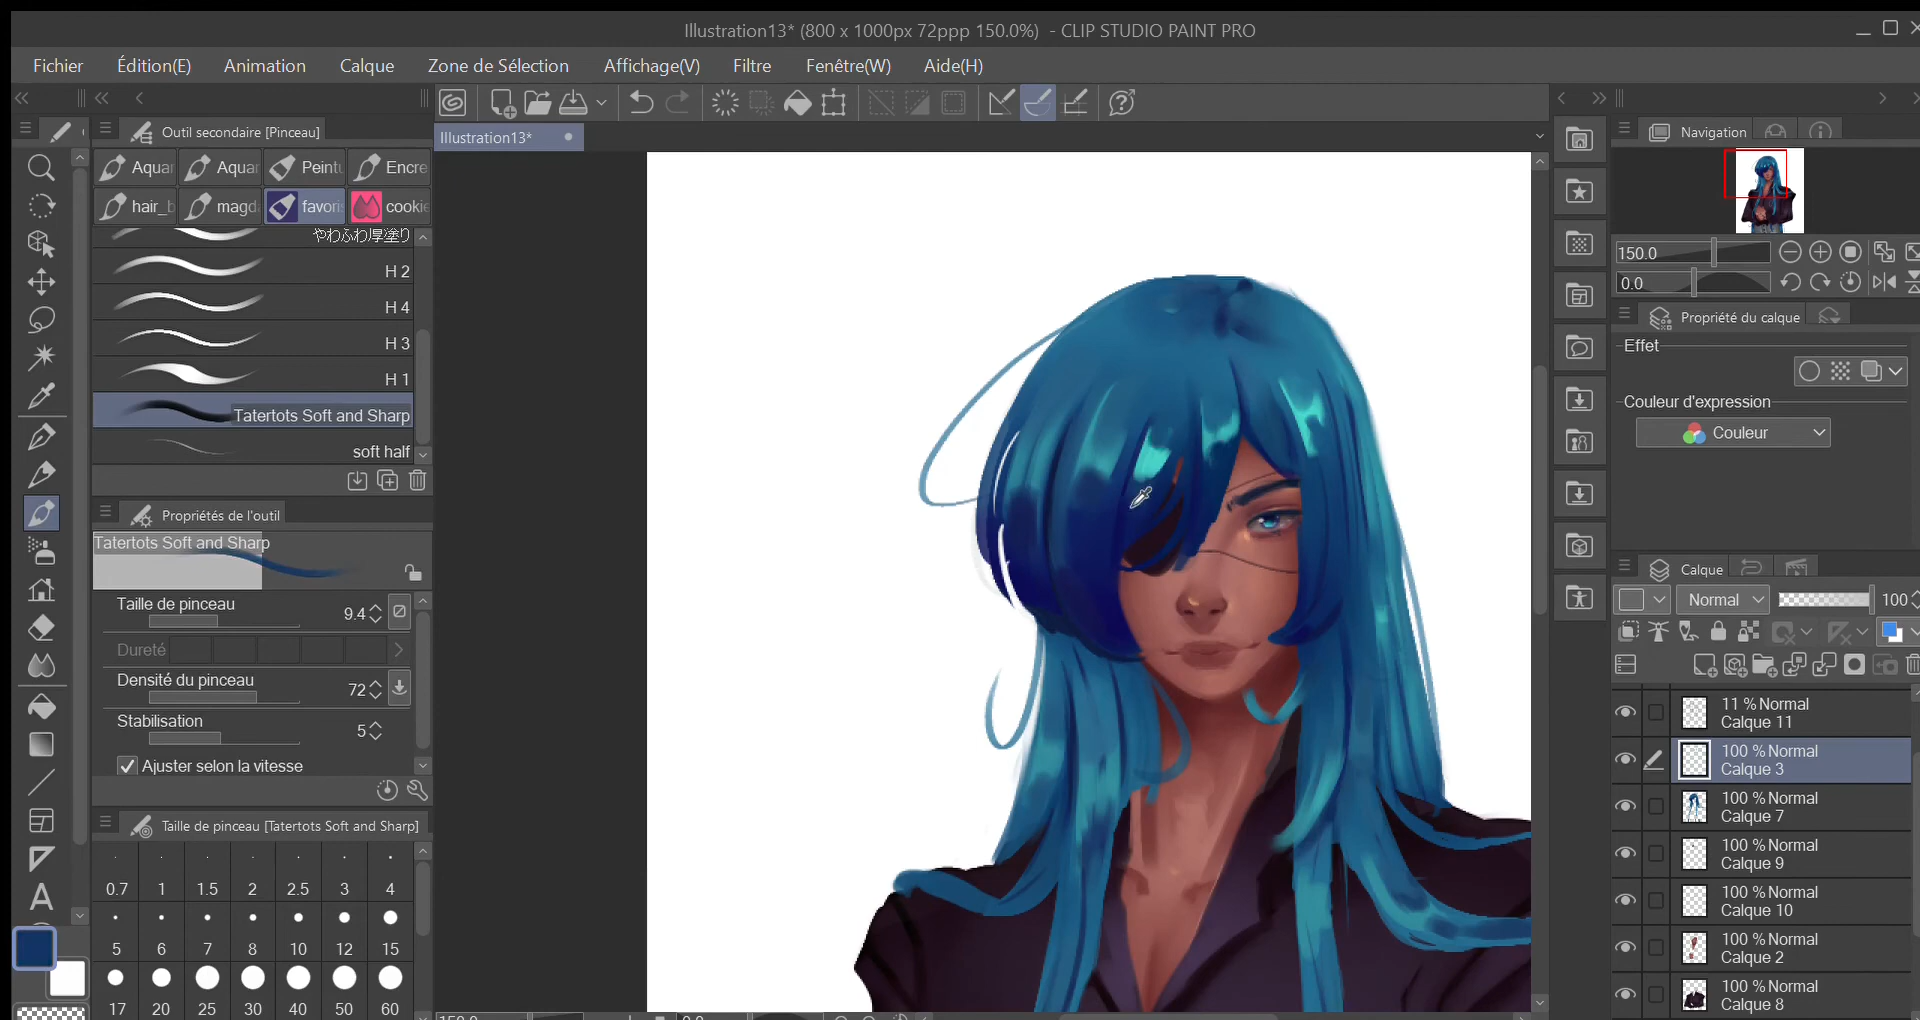 Illustration13* (800 x 1000px 72ppp 150.0%) - CLIP STUDIO PAINT PRO
Fichier Édition(E) Animation Calque Zone de Sélection Affichage(V) Filtre Fenêtre(W) Aide(H)
Outil secondaire [Pinceau]
Illustration13*
Aquar Aquar Peintu Encre
hair_b magd favoris cookie
やわふわ厚塗り
H 2
H 4
H 3
H 1
Tatertots Soft and Sharp
soft half
Propriétés de l'outil
Tatertots Soft and Sharp
Taille de pinceau 9.4
Dureté
Densité du pinceau 72
Stabilisation 5
Ajuster selon la vitesse
Taille de pinceau [Tatertots Soft and Sharp]
0.7 1 1.5 2 2.5 3 4
5 6 7 8 10 12 15
17 20 25 30 40 50 60
A
Navigation
150.0
0.0
Propriété du calque
Effet
Couleur d'expression
Couleur
Calque
Normal 100
11 % Normal
Calque 11
100 % Normal
Calque 3
100 % Normal
Calque 7
100 % Normal
Calque 9
100 % Normal
Calque 10
100 % Normal
Calque 2
100 % Normal
Calque 8
150.0 0.0